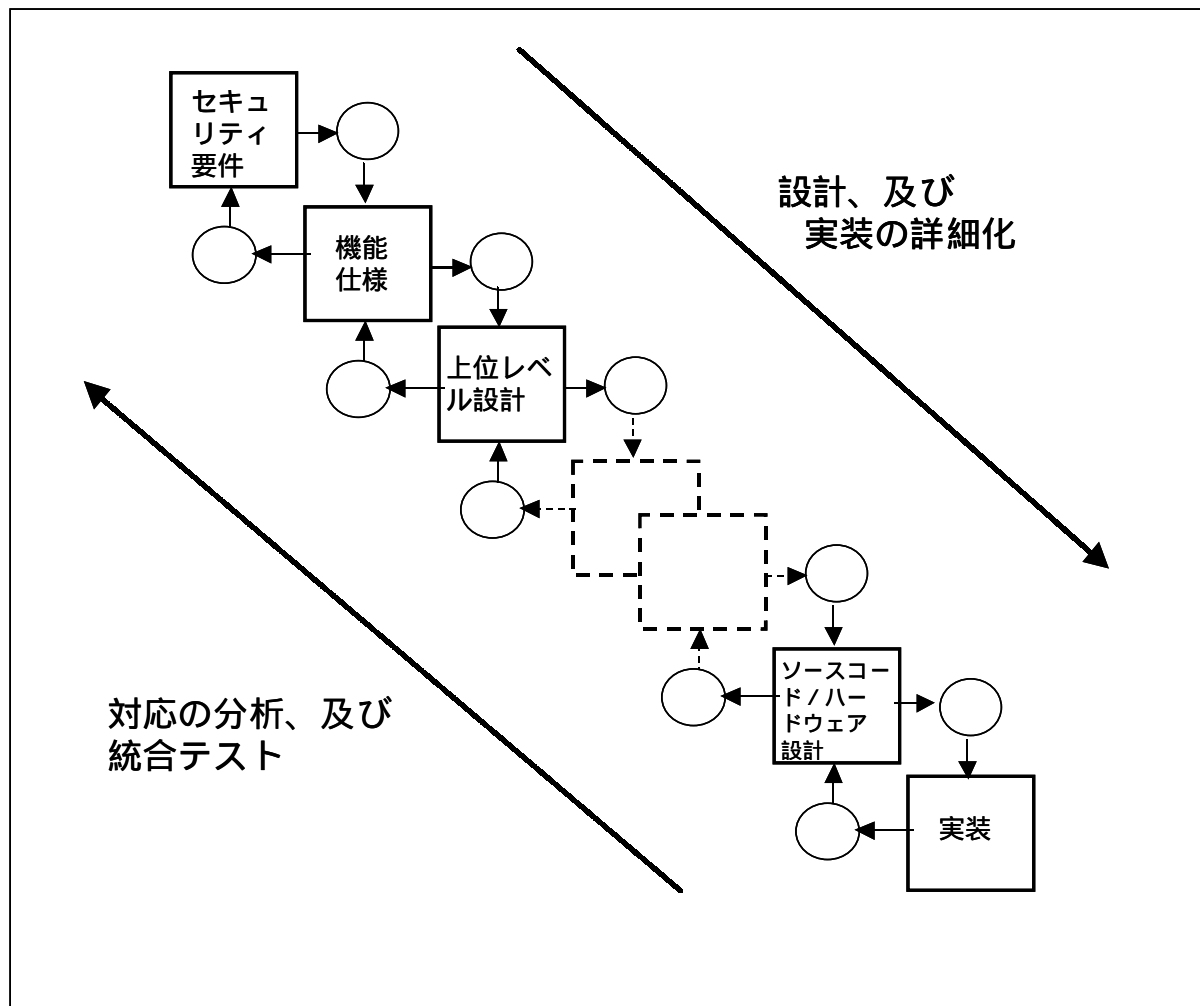 セキュ
リティ
要件
設計、及び
実装の詳細化
機能
仕様
上位レベ
ル設計
ソースコー
ド / ハー
ドウェア
設計
対応の分析、及び
統合テスト
実装